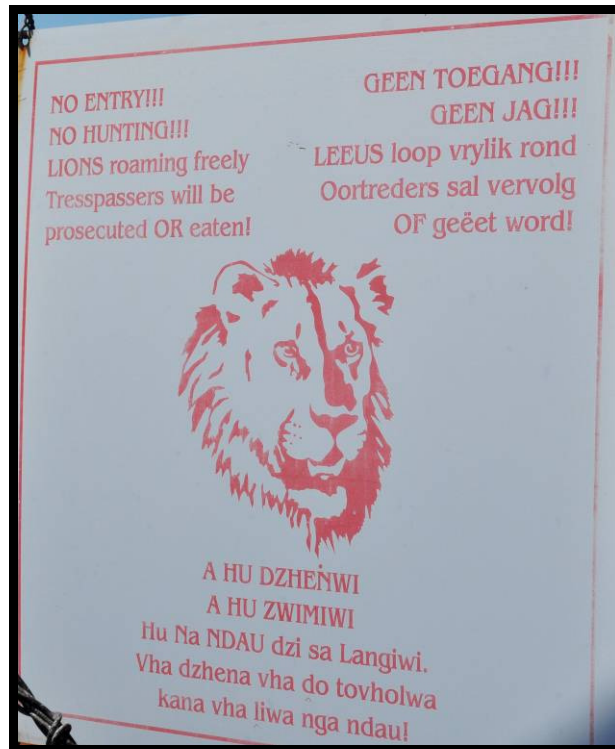 NO ENTRY!!!
NO HUNTING!!!
LIONS roaming freely
Tresspassers will be
prosecuted OR eaten!
GEEN TOEGANG!!!
GEEN JAG!!!
LEEUS loop vrylik rond
Oortreders sal vervolg
OF geëet word!
A HU DZHEṄWI
A HU ZWIMIWI
Hu Na NDAU dzi sa Langiwi.
Vha dzhena vha do tovholwa
kana vha liwa nga ndau!